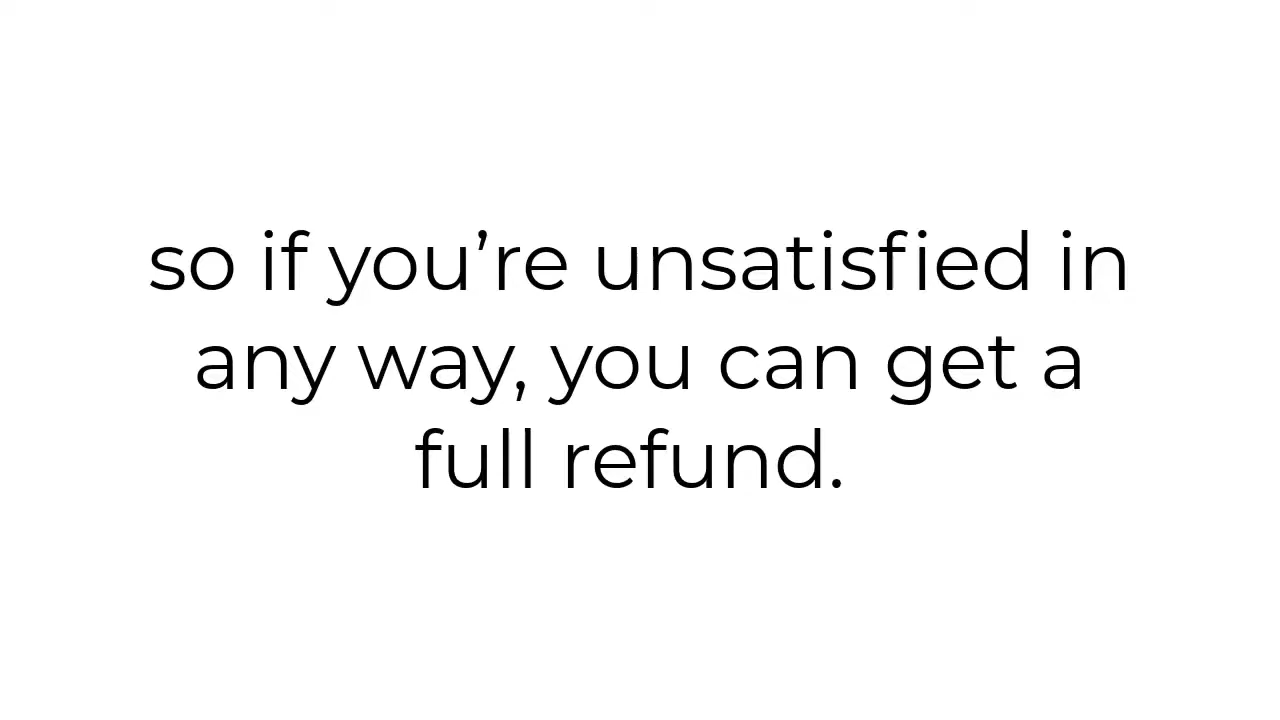 so if you’re unsatisfied in
any way, you can get a
full refund.